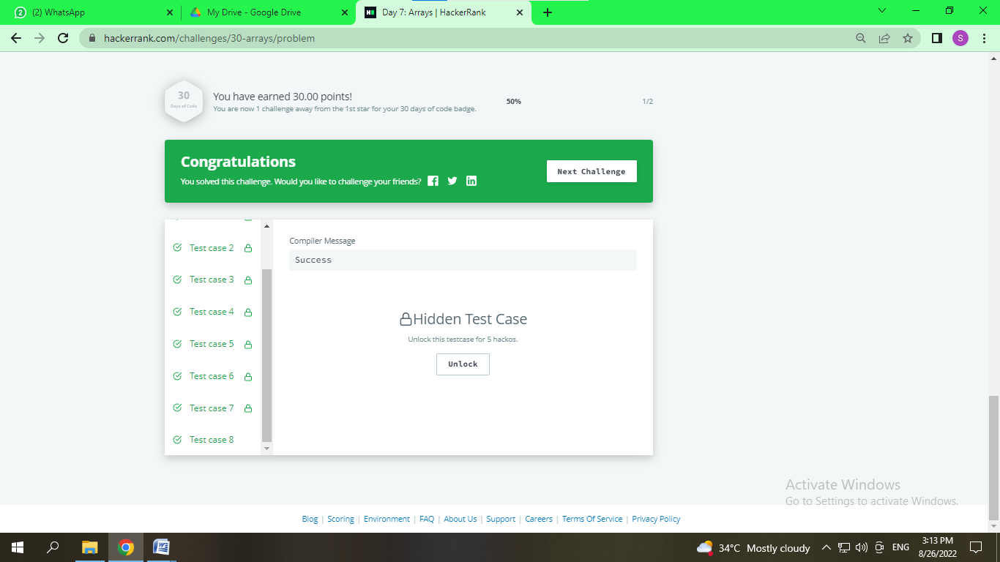 2 (2) WhatsApp
My Drive - Google Drive
H Day 7: Arrays | HackerRank
hackerrank.com/challenges/30-arrays/problem
S
30
Days of Code
You have earned 30.00 points!
You are now 1 challenge away from the 1st star for your 30 days of code badge.
50%
1/2
Congratulations
You solved this challenge. Would you like to challenge your friends?
Next Challenge
Test case 2
Test case 3
Test case 4
Test case 5
Test case 6
Test case 7
Test case 8
Compiler Message
Success
Hidden Test Case
Unlock this testcase for 5 hackos.
Unlock
Activate Windows
Go to Settings to activate Windows.
Blog | Scoring | Environment | FAQ | About Us | Support | Careers | Terms Of Service | Privacy Policy
34°C Mostly cloudy
ENG
3:13 PM
8/26/2022